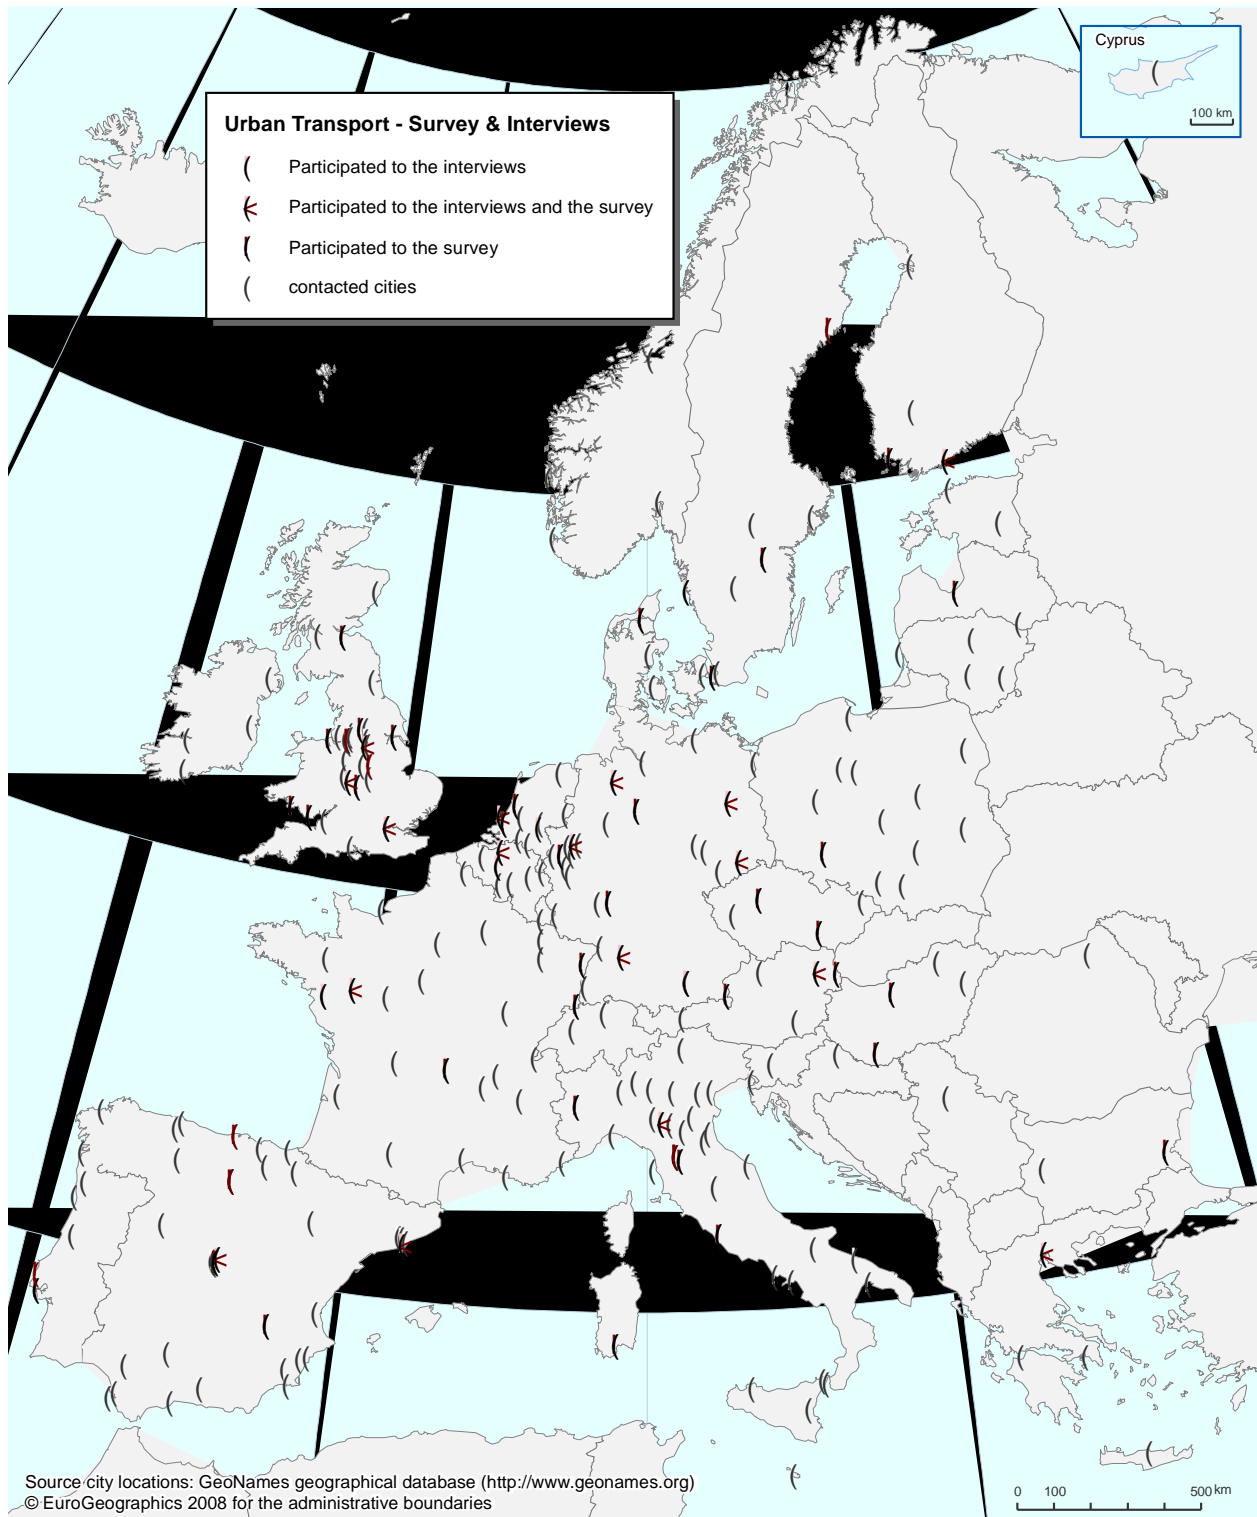 Cyprus
100 km
Urban Transport - Survey & Interviews
Participated to the interviews
Participated to the interviews and the survey
Participated to the survey
contacted cities
Source city locations: GeoNames geographical database (http://www.geonames.org)
© EuroGeographics 2008 for the administrative boundaries
0 100 500 km